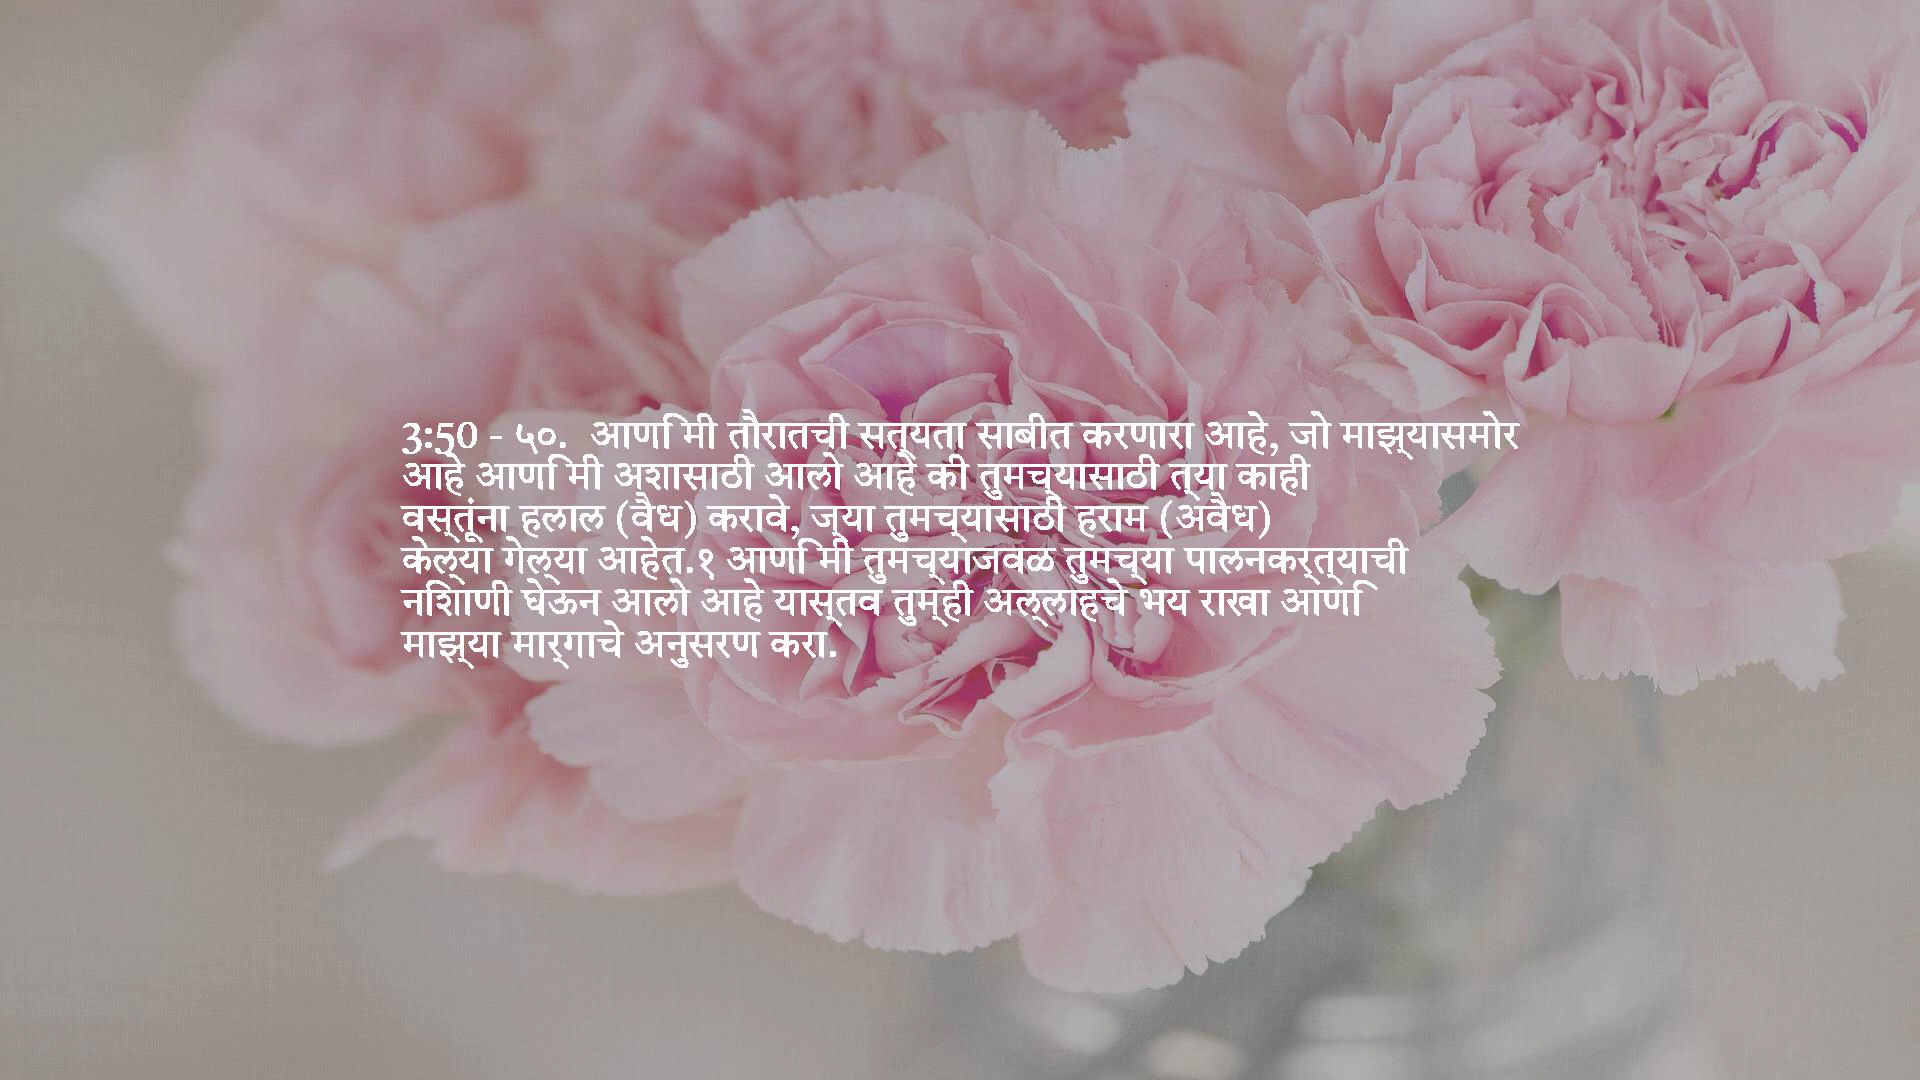 3:50 - ५०. आणि मी तौरातची सत्यता साबीत करणारा आहे, जो माझ्यासमोर
आहे आणि मी अशासाठी आलो आहे की तुमच्यासाठी त्या काही
वस्तूंना हलाल (वैध) करावे, ज्या तुमच्यासाठी हराम (अवैध)
केल्या गेल्या आहेत.१ आणि मी तुमच्याजवळ तुमच्या पालनकर्त्याची
निशाणी घेऊन आलो आहे यास्तव तुम्ही अल्लाहचे भय राखा आणि
माझ्या मार्गाचे अनुसरण करा.